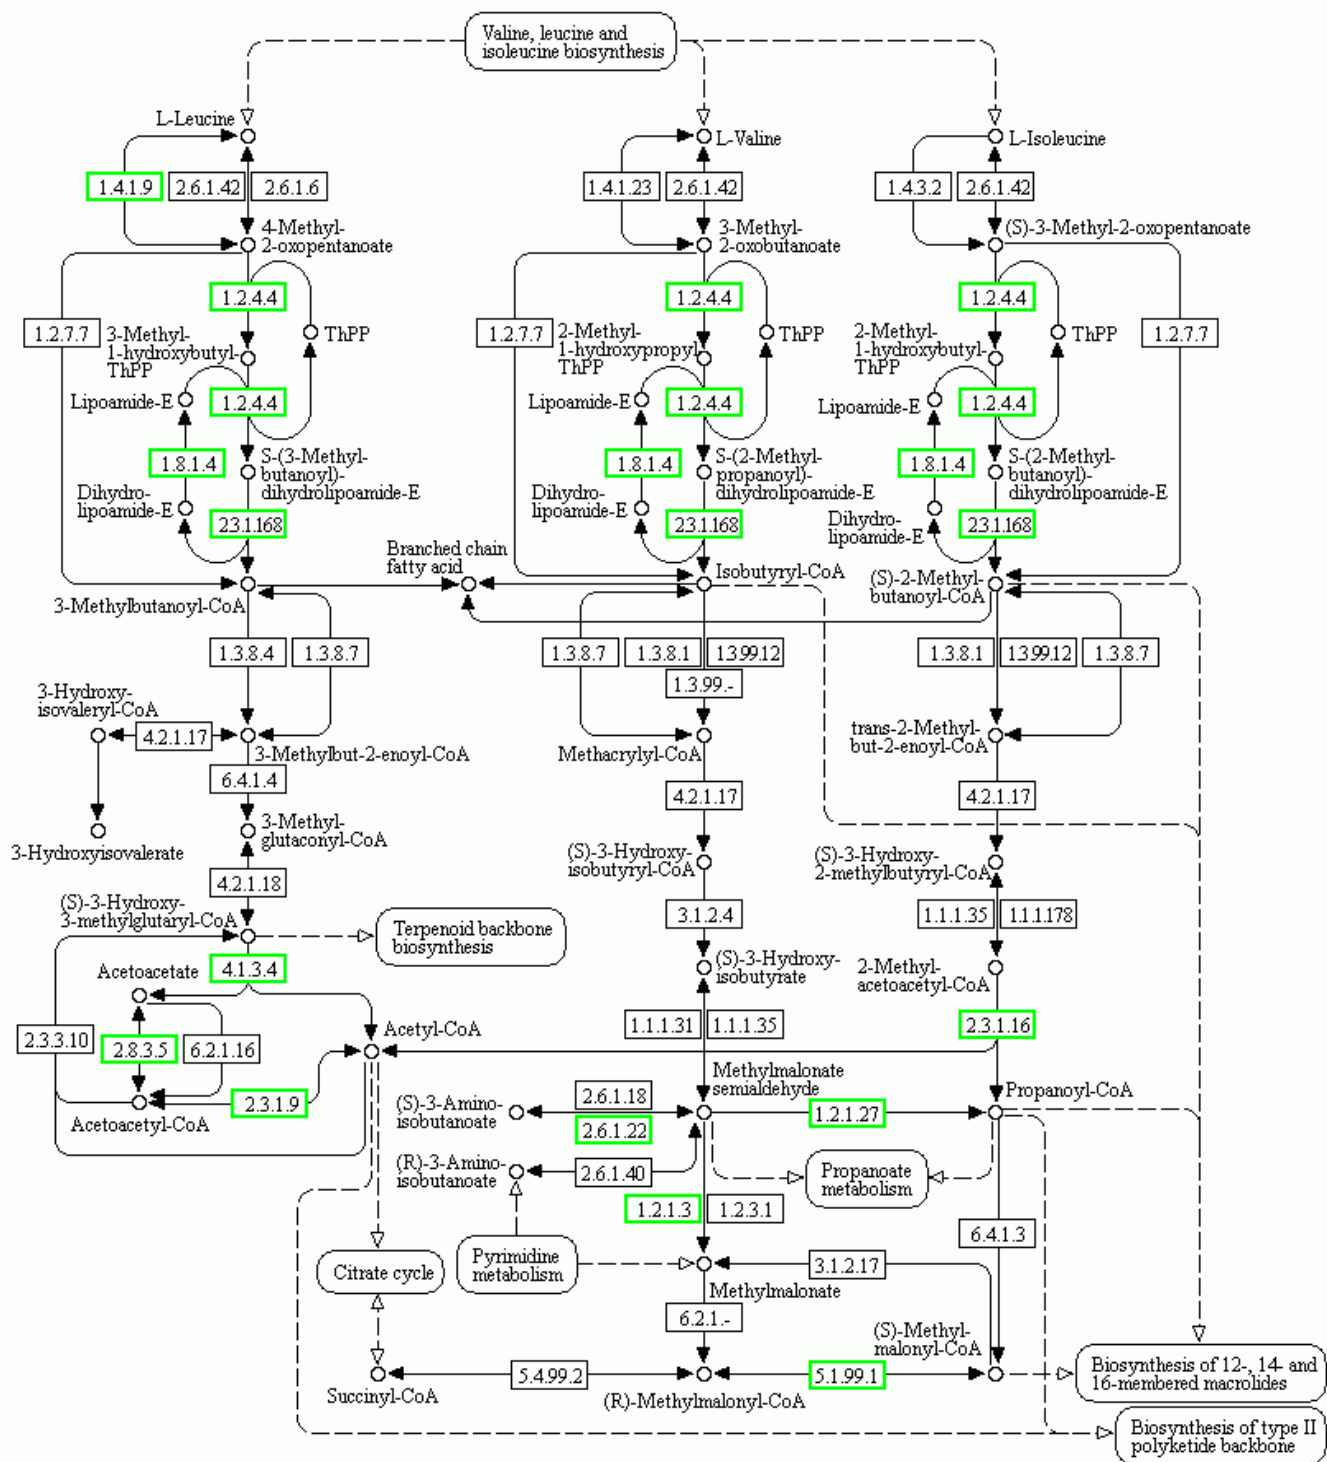 Valine, leucine and
isoleucine biosynthesis
L-Leucine
L-Valine
L-Isoleucine
1.4.1.9
2.6.1.42
2.6.1.6
1.4.1.23
2.6.1.42
1.4.3.2
2.6.1.42
4-Methyl-
2-oxopentanoate
3-Methyl-
2-oxobutanoate
(S)-3-Methyl-2-oxopentanoate
1.2.4.4
1.2.4.4
1.2.4.4
1.2.7.7
3-Methyl-
1-hydroxybutyl-
ThPP
ThPP
1.2.7.7
2-Methyl-
1-hydroxypropyl
ThPP
ThPP
2-Methyl-
1-hydroxybutyl-
ThPP
ThPP
1.2.7.7
Lipoamide-E
1.2.4.4
Lipoamide-E
1.2.4.4
Lipoamide-E
1.2.4.4
1.8.1.4
S-(3-Methyl-
butanoyl)-
dihydrolipoamide-E
1.8.1.4
S-(2-Methyl-
propanoyl)-
dihydrolipoamide-E
1.8.1.4
S-(2-Methyl-
butanoyl)-
dihydrolipoamide-E
Dihydro-
lipoamide-E
2.3.1.168
Dihydro-
lipoamide-E
2.3.1.168
Dihydro-
lipoamide-E
2.3.1.168
Branched chain
fatty acid
3-Methylbutanoyl-CoA
Isobutyryl-CoA
(S)-2-Methyl-
butanoyl-CoA
1.3.8.4
1.3.8.7
1.3.8.7
1.3.8.1
1.3.99.12
1.3.99.-
1.3.8.1
1.3.99.12
1.3.8.7
3-Hydroxy-
isovaleryl-CoA
4.2.1.17
3-Methylbut-2-enoyl-CoA
Methacrylyl-CoA
trans-2-Methyl-
but-2-enoyl-CoA
6.4.1.4
4.2.1.17
4.2.1.17
3-Methyl-
glutaconyl-CoA
3-Hydroxyisovalerate
(S)-3-Hydroxy-
isobutyryl-CoA
(S)-3-Hydroxy-
2-methylbutyryl-CoA
4.2.1.18
(S)-3-Hydroxy-
3-methylglutaryl-CoA
3.1.2.4
1.1.1.35
1.1.1.178
Terpenoid backbone
biosynthesis
4.1.3.4
Acetoacetate
(S)-3-Hydroxy-
isobutyrate
2-Methyl-
acetoacetyl-CoA
2.3.3.10
2.8.3.5
6.2.1.16
Acetyl-CoA
1.1.1.31
1.1.1.35
2.3.1.16
2.3.1.9
Acetoacetyl-CoA
Methylmalonate
semialdehyde
Propanoyl-CoA
(S)-3-Amino-
isobutanoate
2.6.1.18
2.6.1.22
1.2.1.27
(R)-3-Amino-
isobutanoate
2.6.1.40
Propanoate
metabolism
1.2.1.3
1.2.3.1
6.4.1.3
Citrate cycle
Pyrimidine
metabolism
3.1.2.17
Methylmalonate
6.2.1.-
(S)-Methyl-
malonyl-CoA
5.4.99.2
5.1.99.1
Succinyl-CoA
(R)-Methylmalonyl-CoA
Biosynthesis of 12-, 14- and
16-membered macrolides
Biosynthesis of type II
polyketide backbone